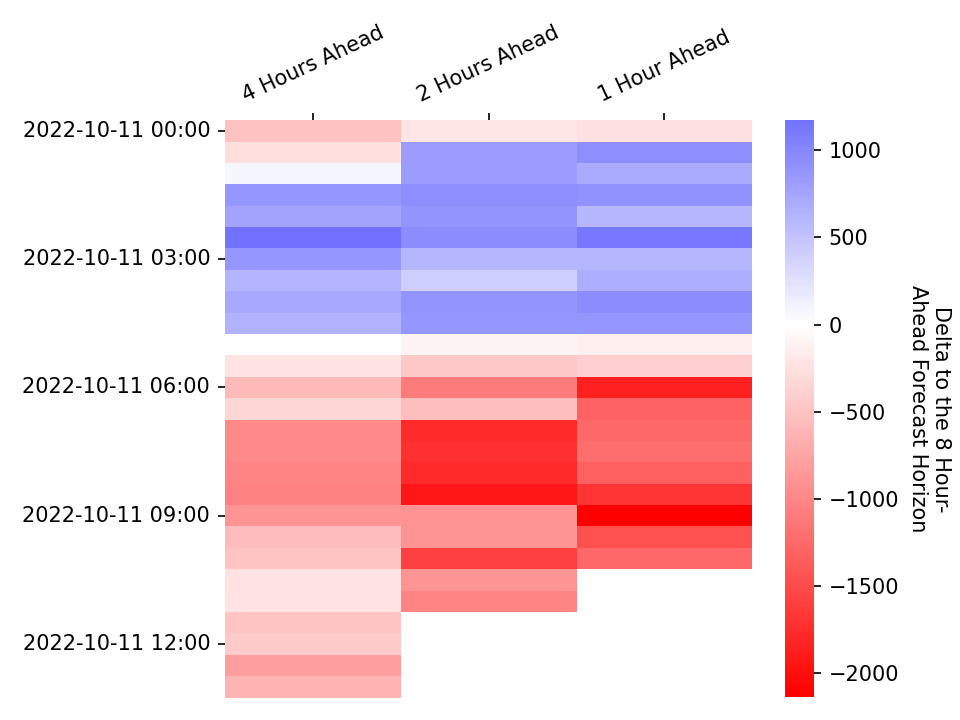 4 Hours Ahead
2 Hours Ahead
1 Hour Ahead
2022-10-11 00:00
2022-10-11 03:00
2022-10-11 06:00
2022-10-11 09:00
2022-10-11 12:00
1000
500
0
−500
−1000
−1500
−2000
Delta to the 8 Hour-
Ahead Forecast Horizon